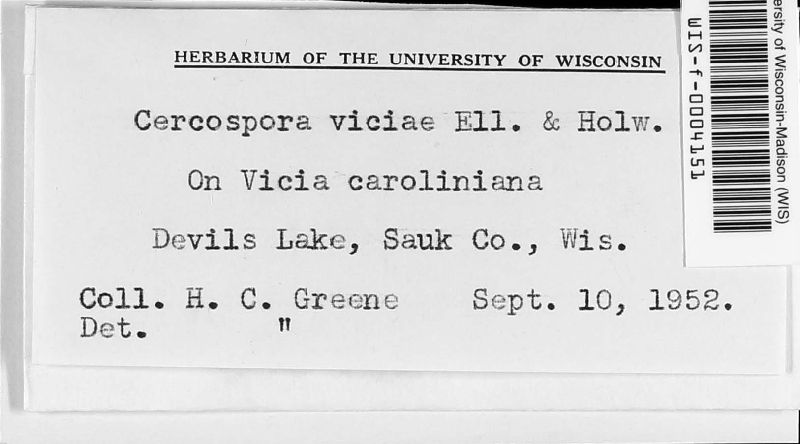 HERBARIUM OF THE UNIVERSITY OF WISCONSIN
Cercospora viciae Ell. & Holw.
On Vicia caroliniana
Devils Lake, Sauk Co., Wis.
Coll. H. C. Greene Sept. 10, 1952.
Det. "
WIS-f-0004151
ersity of Wisconsin-Madison (WIS)